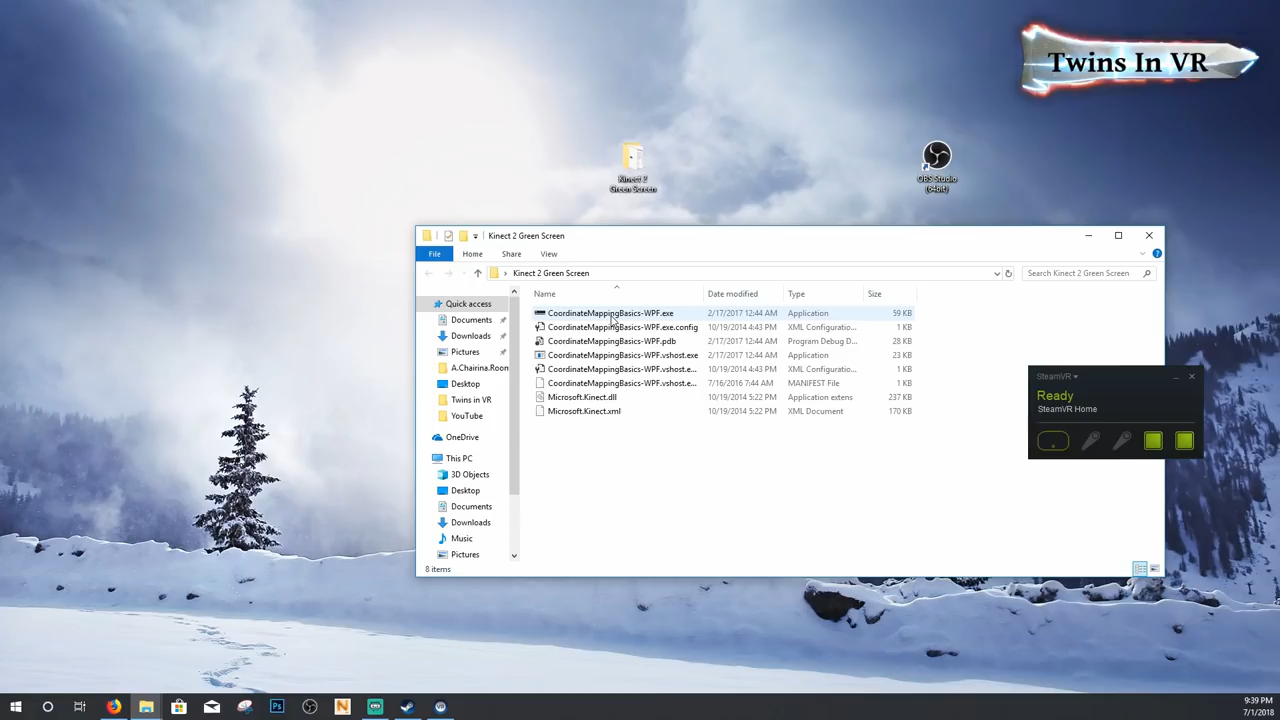 Twins In VR
Kinect 2
Green Screen
OBS Studio
(64bit)
Kinect 2 Green Screen
File
Home
Share
View
Kinect 2 Green Screen
Search Kinect 2 Green Screen
Name
Date modified
Type
Size
Quick access
Documents
Downloads
Pictures
A.Chairina.Room
Desktop
Twins in VR
YouTube
OneDrive
This PC
3D Objects
Desktop
Documents
Downloads
Music
Pictures
CoordinateMappingBasics-WPF.exe 2/17/2017 12:44 AM Application 59 KB
CoordinateMappingBasics-WPF.exe.config 10/19/2014 4:43 PM XML Configuratio... 1 KB
CoordinateMappingBasics-WPF.pdb 2/17/2017 12:44 AM Program Debug D... 28 KB
CoordinateMappingBasics-WPF.vshost.exe 2/17/2017 12:44 AM Application 23 KB
CoordinateMappingBasics-WPF.vshost.e... 10/19/2014 4:43 PM XML Configuratio... 1 KB
CoordinateMappingBasics-WPF.vshost.e... 7/16/2016 7:44 AM MANIFEST File 1 KB
Microsoft.Kinect.dll 10/19/2014 5:22 PM Application extens 237 KB
Microsoft.Kinect.xml 10/19/2014 5:22 PM XML Document 170 KB
8 items
SteamVR
Ready
SteamVR Home
Ps
N
9:39 PM
7/1/2018